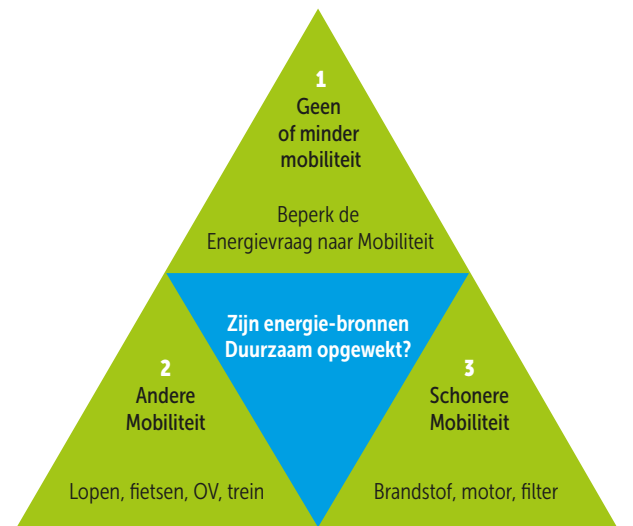 1
Geen
of minder
mobiliteit
Beperk de
Energievraag naar Mobiliteit
Zijn energie-bronnen
Duurzaam opgewekt?
2
Andere
Mobiliteit
Lopen, fietsen, OV, trein
3
Schonere
Mobiliteit
Brandstof, motor, filter